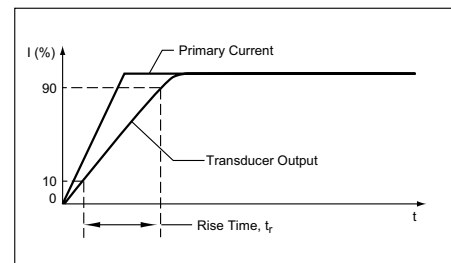 Primary Current
I (%)
90
Transducer Output
10
0
t
Rise Time, tr